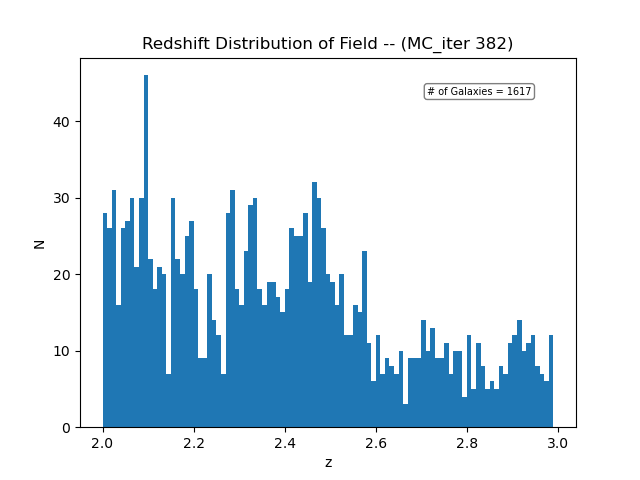 Redshift Distribution of Field -- (MC_iter 382)
# of Galaxies = 1617
40
30
20
10
0
N
2.0 2.2 2.4 2.6 2.8 3.0
z